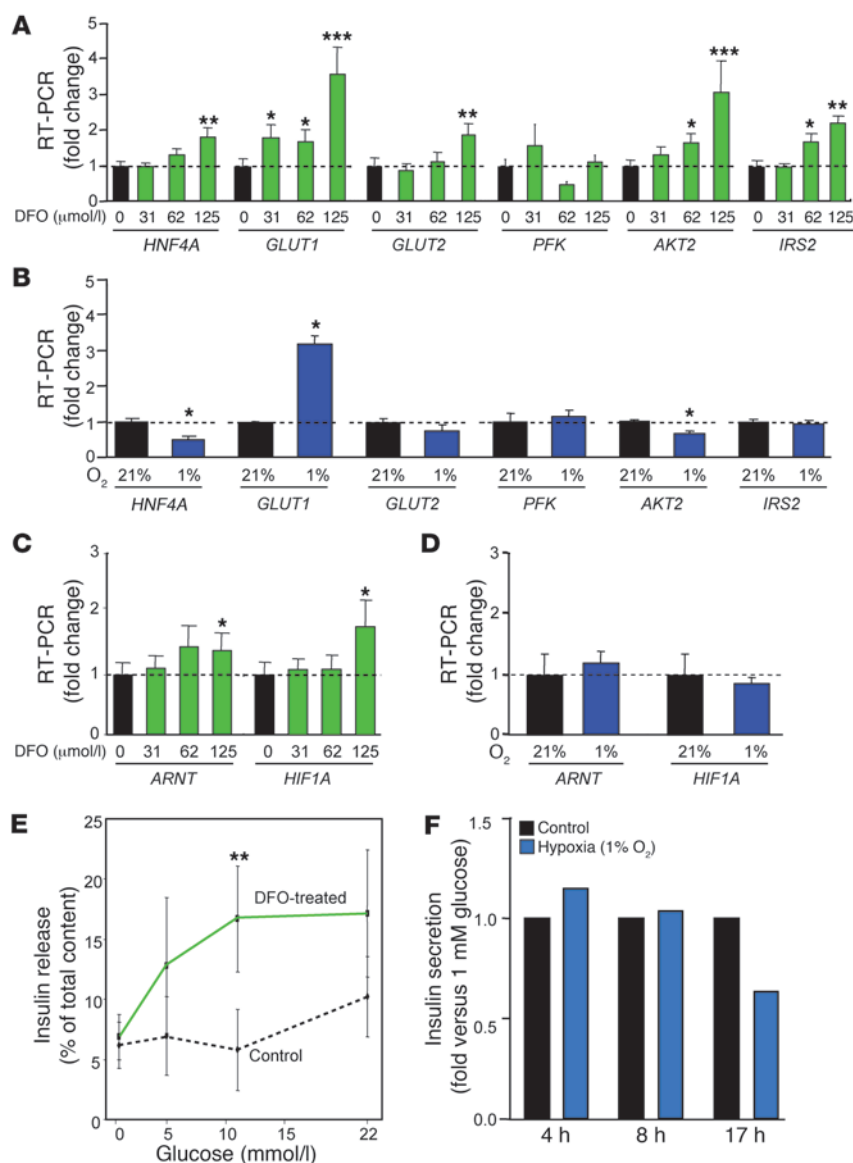 A
RT-PCR
(fold change)
5
4
3
2
1
0
** * * *** ** * *** * **
DFO (μmol/l) 0 31 62 125 0 31 62 125 0 31 62 125 0 31 62 125 0 31 62 125 0 31 62 125
HNF4A GLUT1 GLUT2 PFK AKT2 IRS2
B
RT-PCR
(fold change)
5
4
3
2
1
0
* * *
O2 21% 1% 21% 1% 21% 1% 21% 1% 21% 1% 21% 1%
HNF4A GLUT1 GLUT2 PFK AKT2 IRS2
C
RT-PCR
(fold change)
3
2
1
0
* *
DFO (μmol/l) 0 31 62 125 0 31 62 125
ARNT HIF1A
D
RT-PCR
(fold change)
3
2
1
0
O2 21% 1% 21% 1%
ARNT HIF1A
E
Insulin release
(% of total content)
25
20
15
10
5
0
**
DFO-treated
Control
0 5 10 15 22
Glucose (mmol/l)
F
Insulin secretion
(fold versus 1 mM glucose)
1.5
1.0
0.5
0.0
Control
Hypoxia (1% O2)
4 h 8 h 17 h